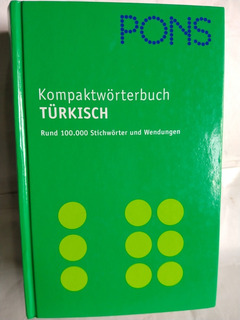 PONS
Kompaktwörterbuch
TÜRKISCH
Rund 100.000 Stichwörter und Wendungen